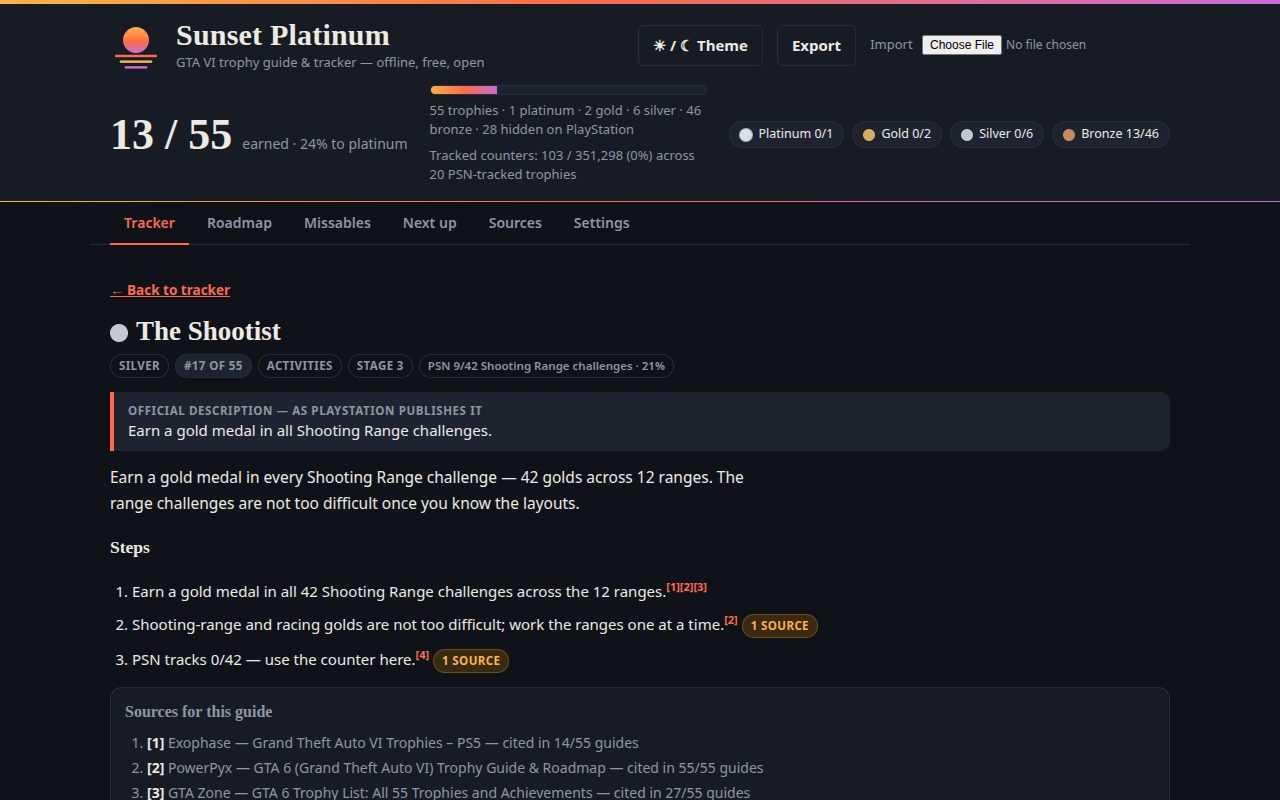 Sunset Platinum
GTA VI trophy guide & tracker — offline, free, open
☀ / ☾ Theme
Export
Import
Choose File
No file chosen
13 / 55 earned · 24% to platinum
55 trophies · 1 platinum · 2 gold · 6 silver · 46
bronze · 28 hidden on PlayStation
Tracked counters: 103 / 351,298 (0%) across
20 PSN-tracked trophies
Platinum 0/1
Gold 0/2
Silver 0/6
Bronze 13/46
Tracker
Roadmap
Missables
Next up
Sources
Settings
← Back to tracker
The Shootist
SILVER
#17 OF 55
ACTIVITIES
STAGE 3
PSN 9/42 Shooting Range challenges · 21%
OFFICIAL DESCRIPTION — AS PLAYSTATION PUBLISHES IT
Earn a gold medal in all Shooting Range challenges.
Earn a gold medal in every Shooting Range challenge — 42 golds across 12 ranges. The
range challenges are not too difficult once you know the layouts.
Steps
1. Earn a gold medal in all 42 Shooting Range challenges across the 12 ranges.[1][2][3]
2. Shooting-range and racing golds are not too difficult; work the ranges one at a time.[2] 1 SOURCE
3. PSN tracks 0/42 — use the counter here.[4] 1 SOURCE
Sources for this guide
1. [1] Exophase — Grand Theft Auto VI Trophies – PS5 — cited in 14/55 guides
2. [2] PowerPyx — GTA 6 (Grand Theft Auto VI) Trophy Guide & Roadmap — cited in 55/55 guides
3. [3] GTA Zone — GTA 6 Trophy List: All 55 Trophies and Achievements — cited in 27/55 guides